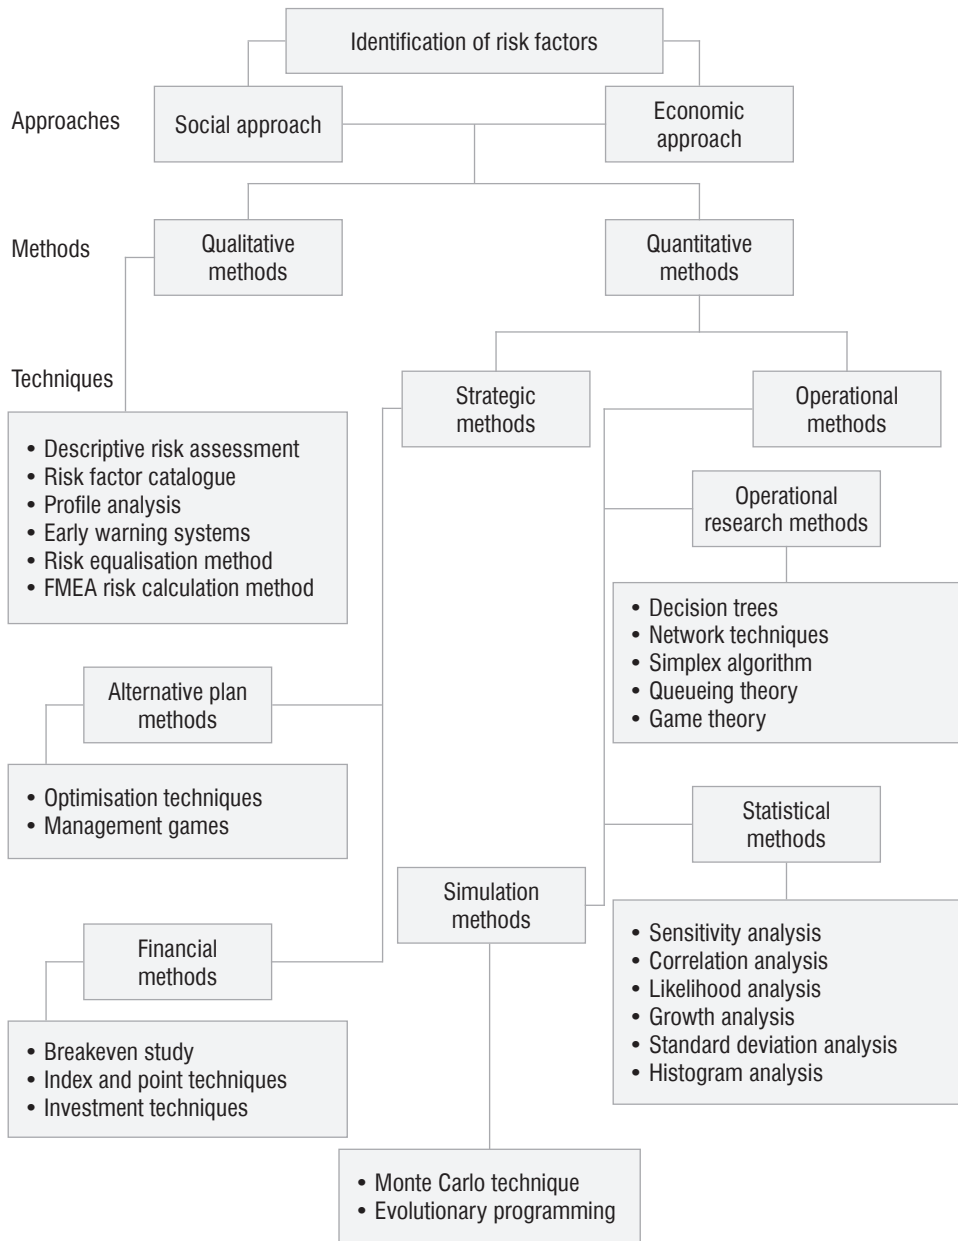 Identification of risk factors
Approaches
Social approach
Economic
approach
Methods
Qualitative
methods
Quantitative
methods
Techniques
Strategic
methods
Operational
methods
• Descriptive risk assessment
• Risk factor catalogue
• Profile analysis
• Early warning systems
• Risk equalisation method
• FMEA risk calculation method
Operational
research methods
• Decision trees
• Network techniques
• Simplex algorithm
• Queueing theory
• Game theory
Alternative plan
methods
• Optimisation techniques
• Management games
Statistical
methods
Simulation
methods
• Sensitivity analysis
• Correlation analysis
• Likelihood analysis
• Growth analysis
• Standard deviation analysis
• Histogram analysis
Financial
methods
• Breakeven study
• Index and point techniques
• Investment techniques
• Monte Carlo technique
• Evolutionary programming